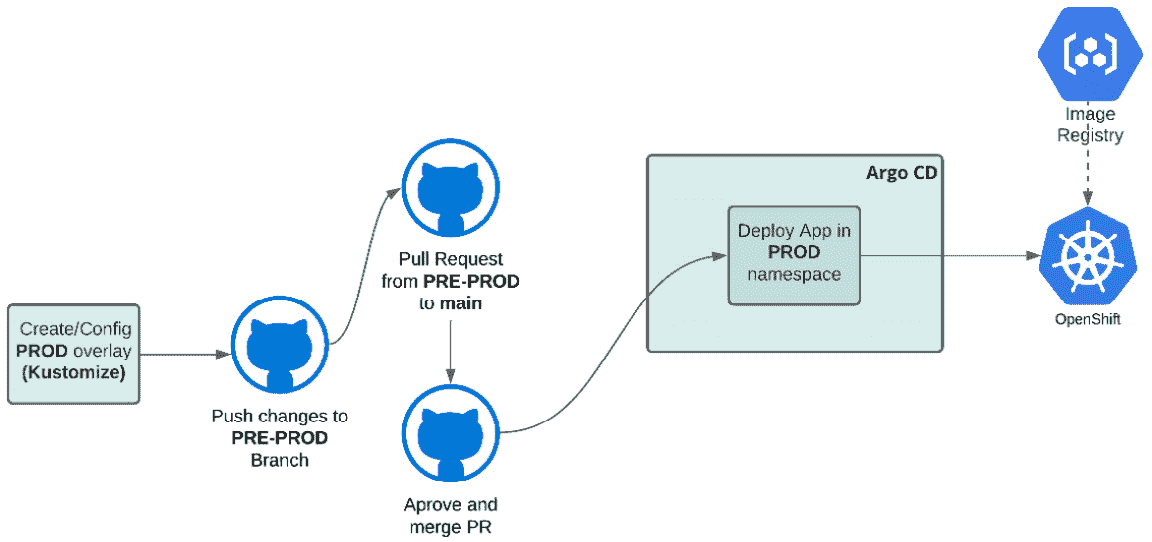 Create/Config
PROD overlay
(Kustomize)
Push changes to
PRE-PROD
Branch
Pull Request
from PRE-PROD
to main
Aprove and
merge PR
Argo CD
Deploy App in
PROD
namespace
Image
Registry
OpenShift